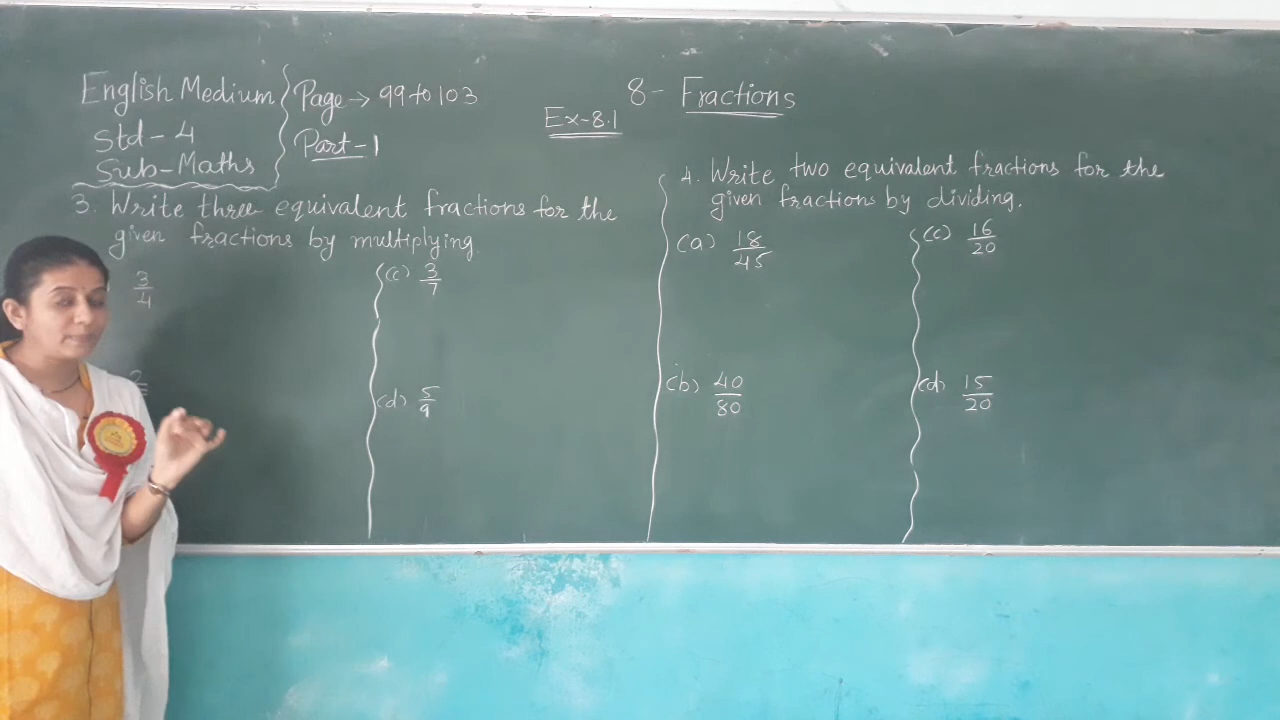 English Medium
Std - 4
Sub - Maths
Page → 99 to 103
Part - 1
8 - Fractions
Ex - 8.1
3. Write three equivalent fractions for the
given fractions by multiplying.
3/4
2
(c) 3/7
(d) 5/9
4. Write two equivalent fractions for the
given fractions by dividing.
(a) 18/45
(b) 40/80
(c) 16/20
(d) 15/20